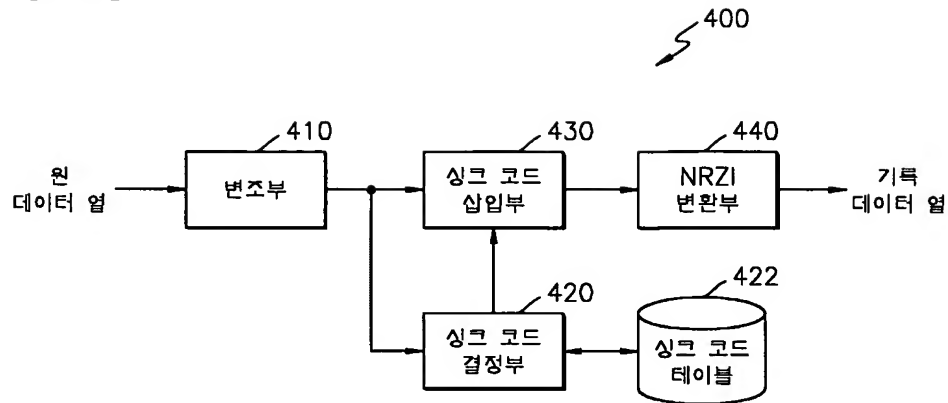 400
410
430
440
원
데이터 열
변조부
싱크 코드
삽입부
NRZI
변환부
기록
데이터 열
420
422
싱크 코드
결정부
싱크 코드
테이블